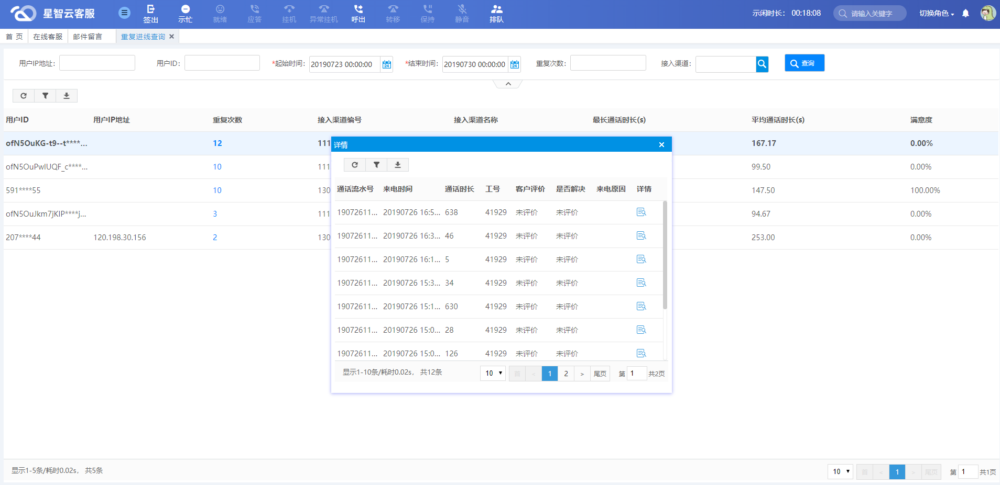 星智云客服
签出 示忙 就绪 应答 挂机 异常挂机 呼出 转移 保持 静音 排队
示闲时长： 00:18:08 请输入关键字 切换角色
首 页 在线客服 邮件留言 重复进线查询 ×
用户IP地址: 用户ID: *起始时间: 20190723 00:00:00 *结束时间: 20190730 00:00:00 重复次数: 接入渠道: 查询
用户ID 用户IP地址 重复次数 接入渠道编号 接入渠道名称 最长通话时长(s) 平均通话时长(s) 满意度
ofN5OuKG-t9--t****... 12 111 167.17 0.00%
ofN5OuPwlUQF_c****... 10 111 99.50 0.00%
591****55 10 130 147.50 100.00%
ofN5OuJkm7jKIP****j... 3 111 94.67 0.00%
207****44 120.198.30.156 2 130 253.00 0.00%
详情 ×
通话流水号 来电时间 通话时长 工号 客户评价 是否解决 来电原因 详情
19072611... 20190726 16:5... 638 41929 未评价 未评价
19072611... 20190726 16:3... 46 41929 未评价 未评价
19072611... 20190726 16:1... 5 41929 未评价 未评价
19072611... 20190726 15:3... 34 41929 未评价 未评价
19072611... 20190726 15:1... 630 41929 未评价 未评价
19072611... 20190726 15:0... 28 41929 未评价 未评价
19072611... 20190726 15:0... 126 41929 未评价 未评价
显示1-10条/耗时0.02s， 共12条 10 首 < 1 2 > 尾页 第 1 共2页
显示1-5条/耗时0.02s， 共5条 10 首 < 1 > 尾页 第 1 共1页